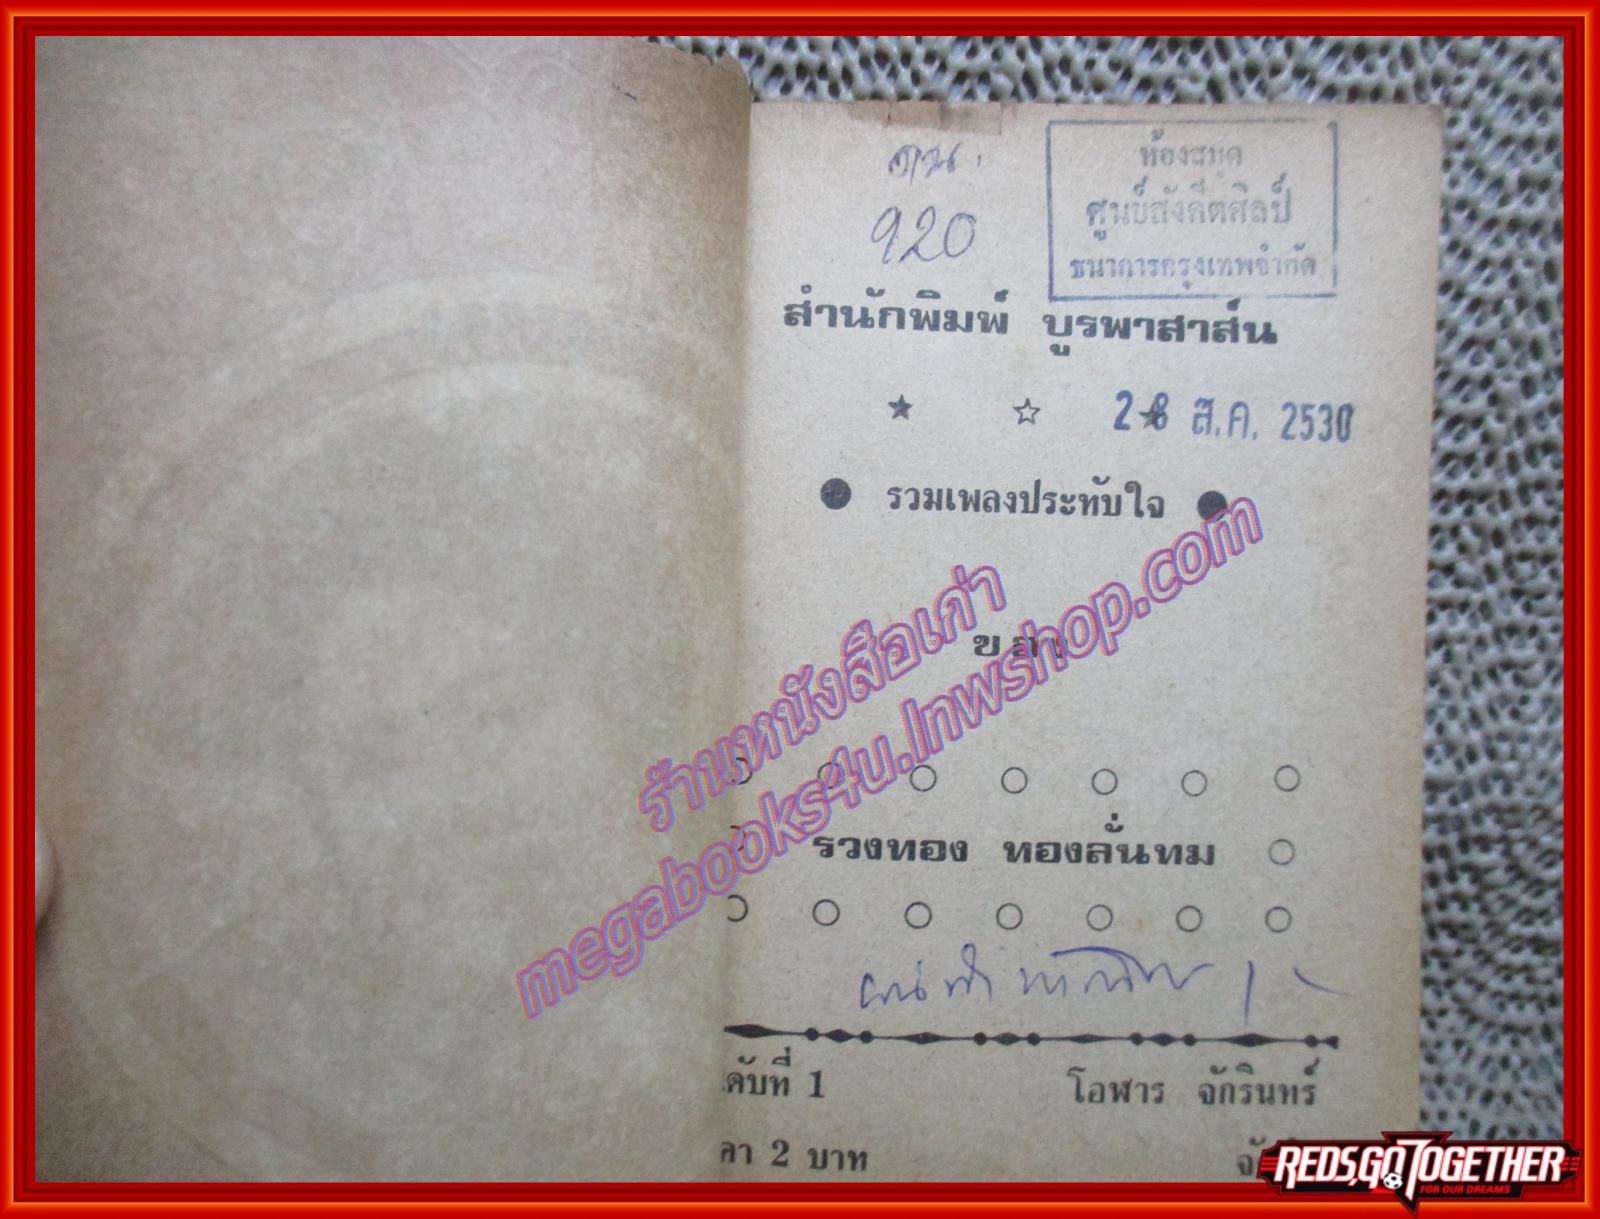 920
ห้องสมุด
ศูนย์สังคีตศิลป์
ธนาการกรุงเทพจำกัด
สำนักพิมพ์ บูรพาสาส์น
28 ส.ค. 2530
รวมเพลงประทับใจ
ของ
ร้านหนังสือเก่า
megabooks4u.lnwshop.com
รวงทอง ทองลั่นทม
ดับที่ 1 โอฬาร จักรินทร์
คา 2 บาท
REDS,GO TOGETHER
FOR OUR DREAMS